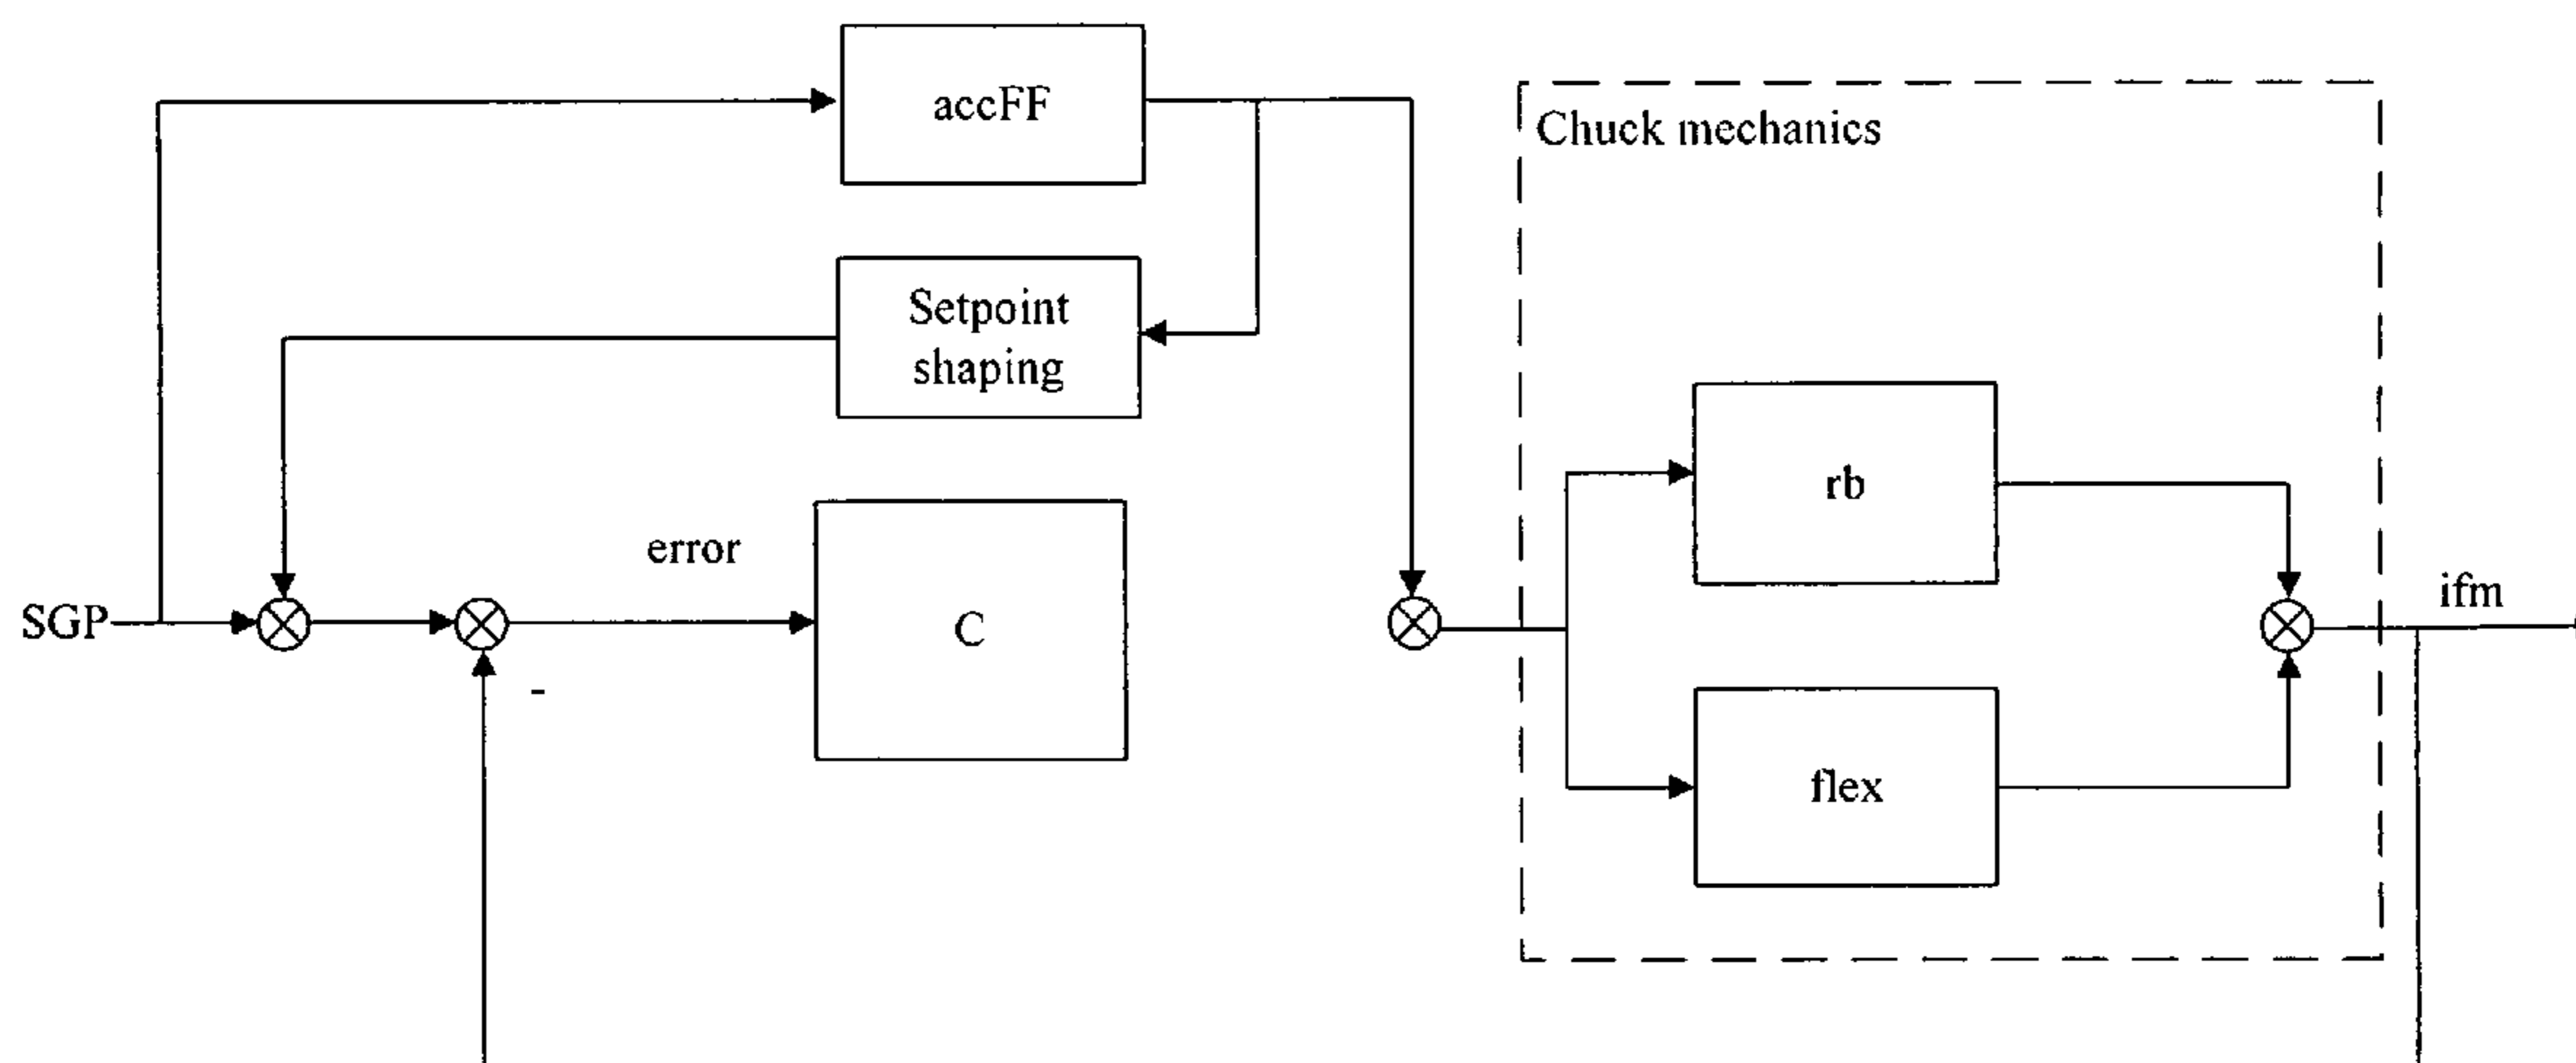 accFF
Chuck mechanics
Setpoint
shaping
rb
error
SGP
C
ifm
-
flex